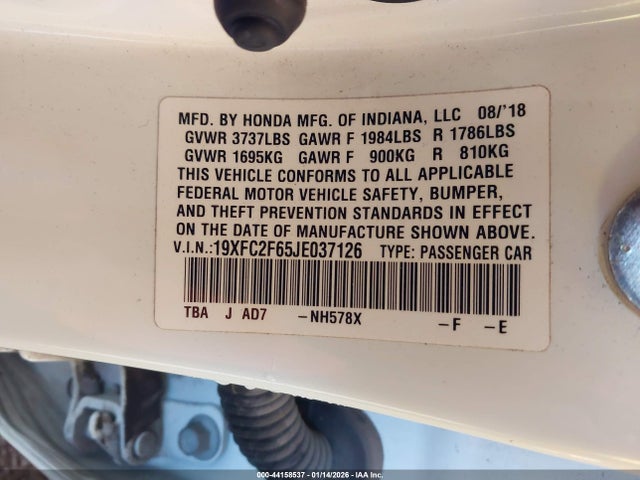 MFD. BY HONDA MFG. OF INDIANA, LLC 08/'18
GVWR 3737LBS GAWR F 1984LBS R 1786LBS
GVWR 1695KG GAWR F 900KG R 810KG
THIS VEHICLE CONFORMS TO ALL APPLICABLE
FEDERAL MOTOR VEHICLE SAFETY, BUMPER,
AND THEFT PREVENTION STANDARDS IN EFFECT
ON THE DATE OF MANUFACTURE SHOWN ABOVE.
V.I.N.:19XFC2F65JE037126 TYPE: PASSENGER CAR
TBA J AD7 -NH578X -F -E
000-44158537 - 01/14/2026 - IAA Inc.